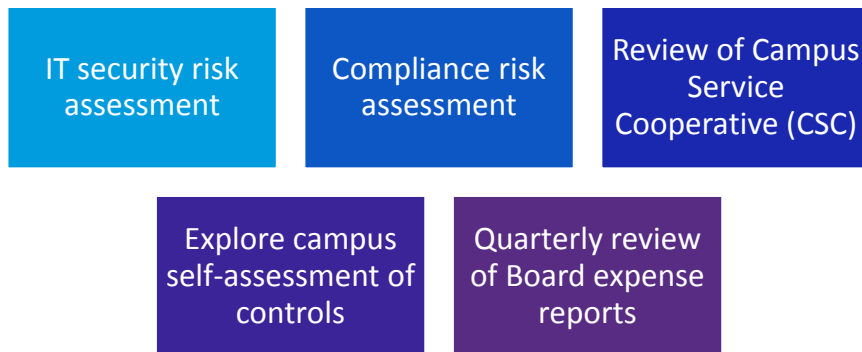 IT security risk
assessment
Compliance risk
assessment
Review of Campus
Service
Cooperative (CSC)
Explore campus
self-assessment of
controls
Quarterly review
of Board expense
reports